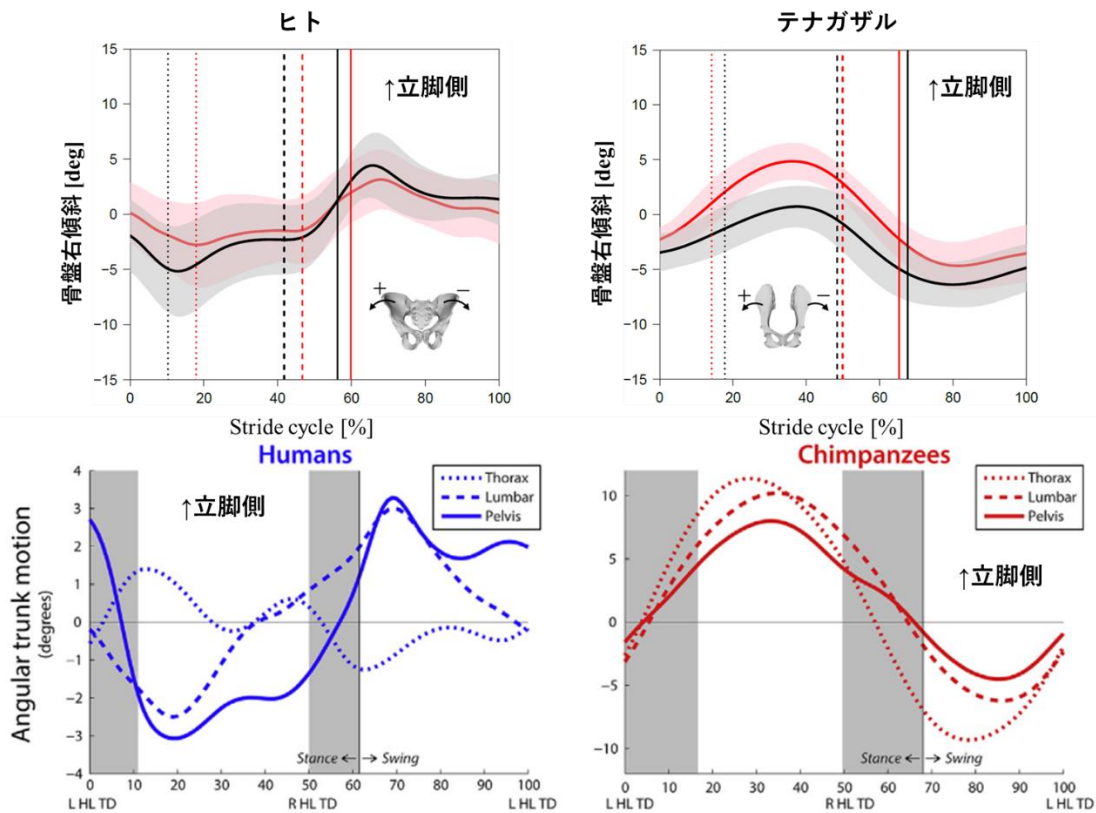 ヒト
テナガザル
15
10
5
0
−5
−10
−15
骨盤右傾斜 [deg]
↑立脚側
+
−
0
20
40
60
80
100
Stride cycle [%]
15
10
5
0
−5
−10
−15
骨盤右傾斜 [deg]
↑立脚側
+
−
0
20
40
60
80
100
Stride cycle [%]
Humans
Angular trunk motion
(degrees)
4
3
2
1
0
−1
−2
−3
−4
↑立脚側
Thorax
Lumbar
Pelvis
Stance
Swing
0 10 20 30 40 50 60 70 80 90 100
L HL TD
R HL TD
L HL TD
Chimpanzees
10
5
0
−5
−10
Thorax
Lumbar
Pelvis
↑立脚側
Stance
Swing
0 10 20 30 40 50 60 70 80 90 100
L HL TD
R HL TD
L HL TD